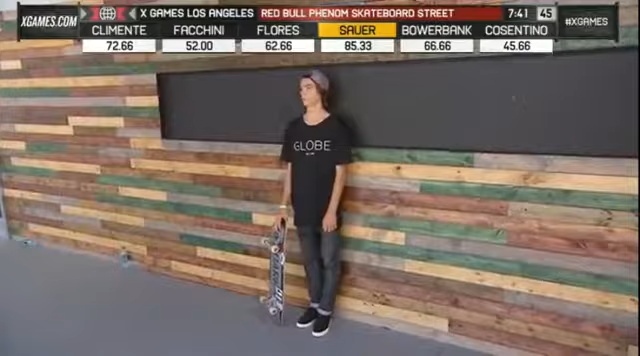 XGAMES.COM X GAMES LOS ANGELES RED BULL PHENOM SKATEBOARD STREET 7:41 45 #XGAMES
CLIMENTE FACCHINI FLORES SAUER BOWERBANK COSENTINO
72.66 52.00 62.66 85.33 66.66 45.66
GLOBE